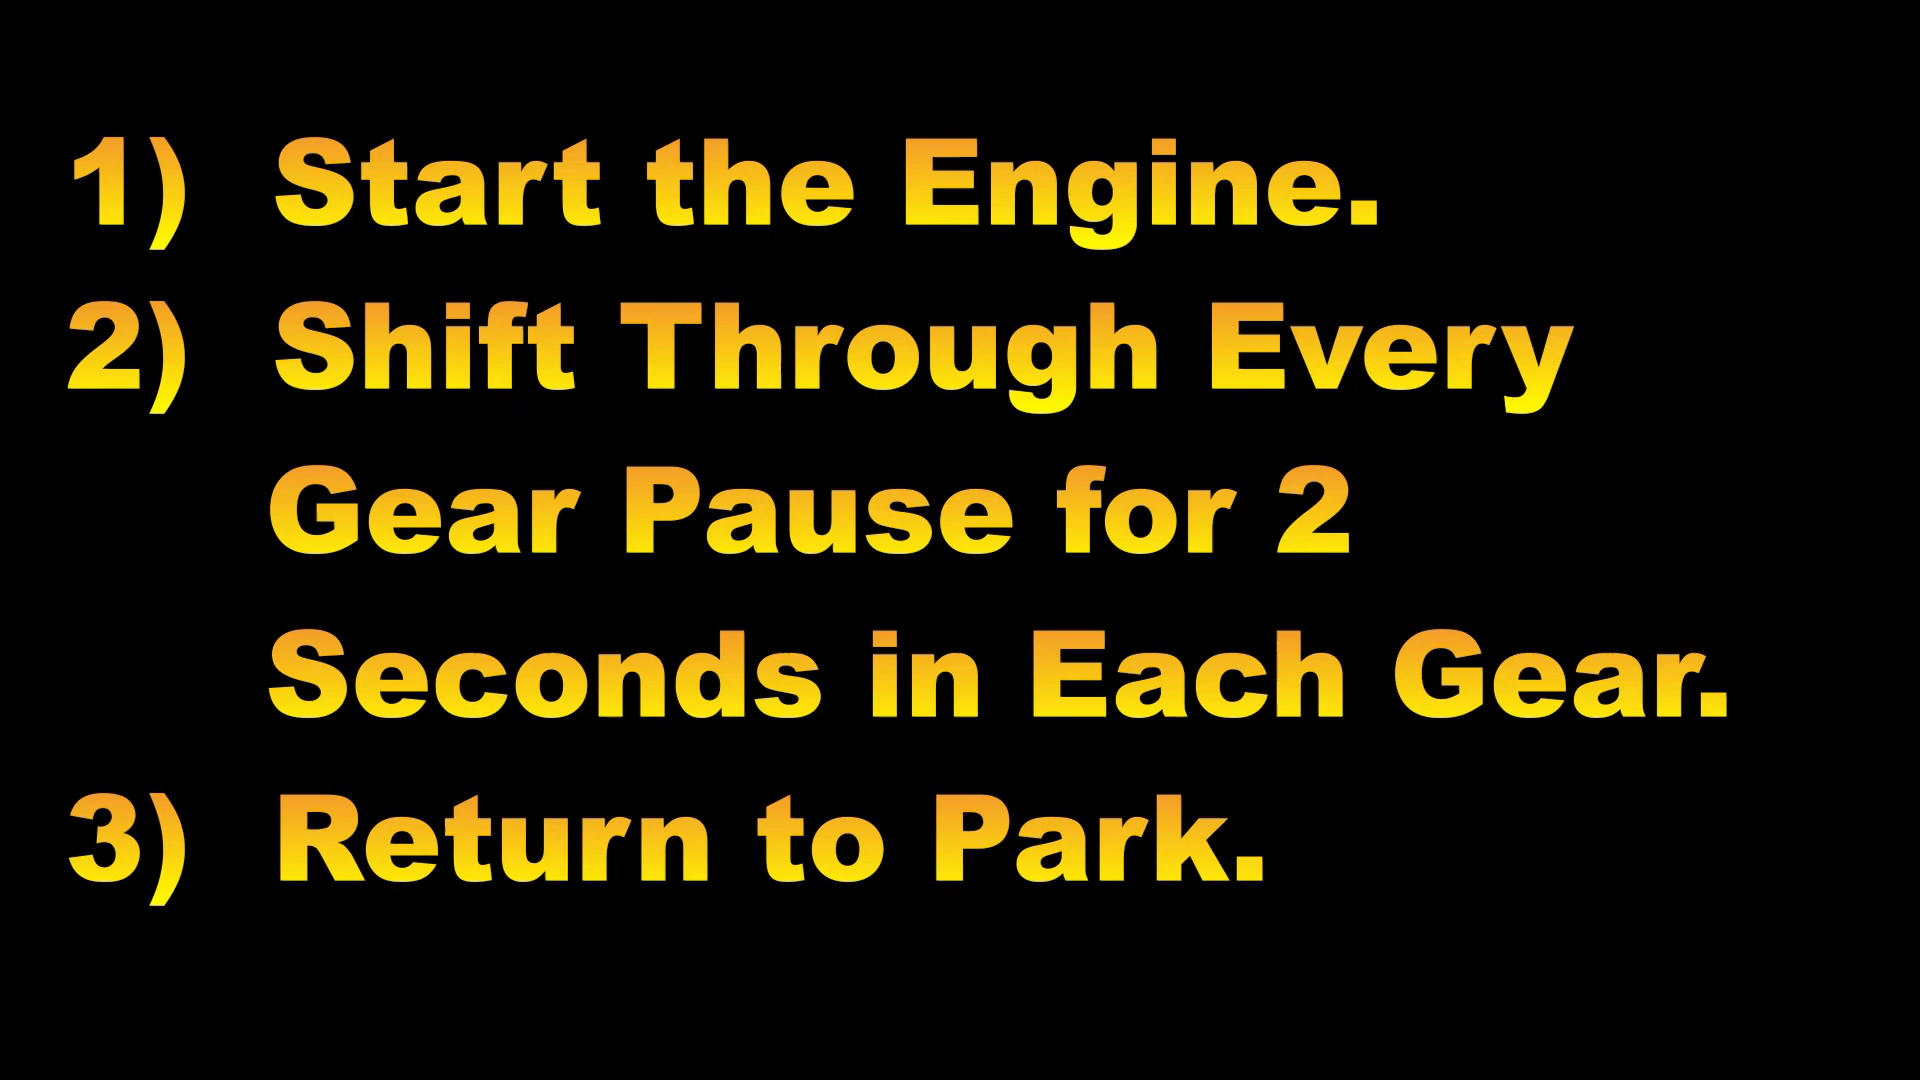 1) Start the Engine.
2) Shift Through Every
Gear Pause for 2
Seconds in Each Gear.
3) Return to Park.